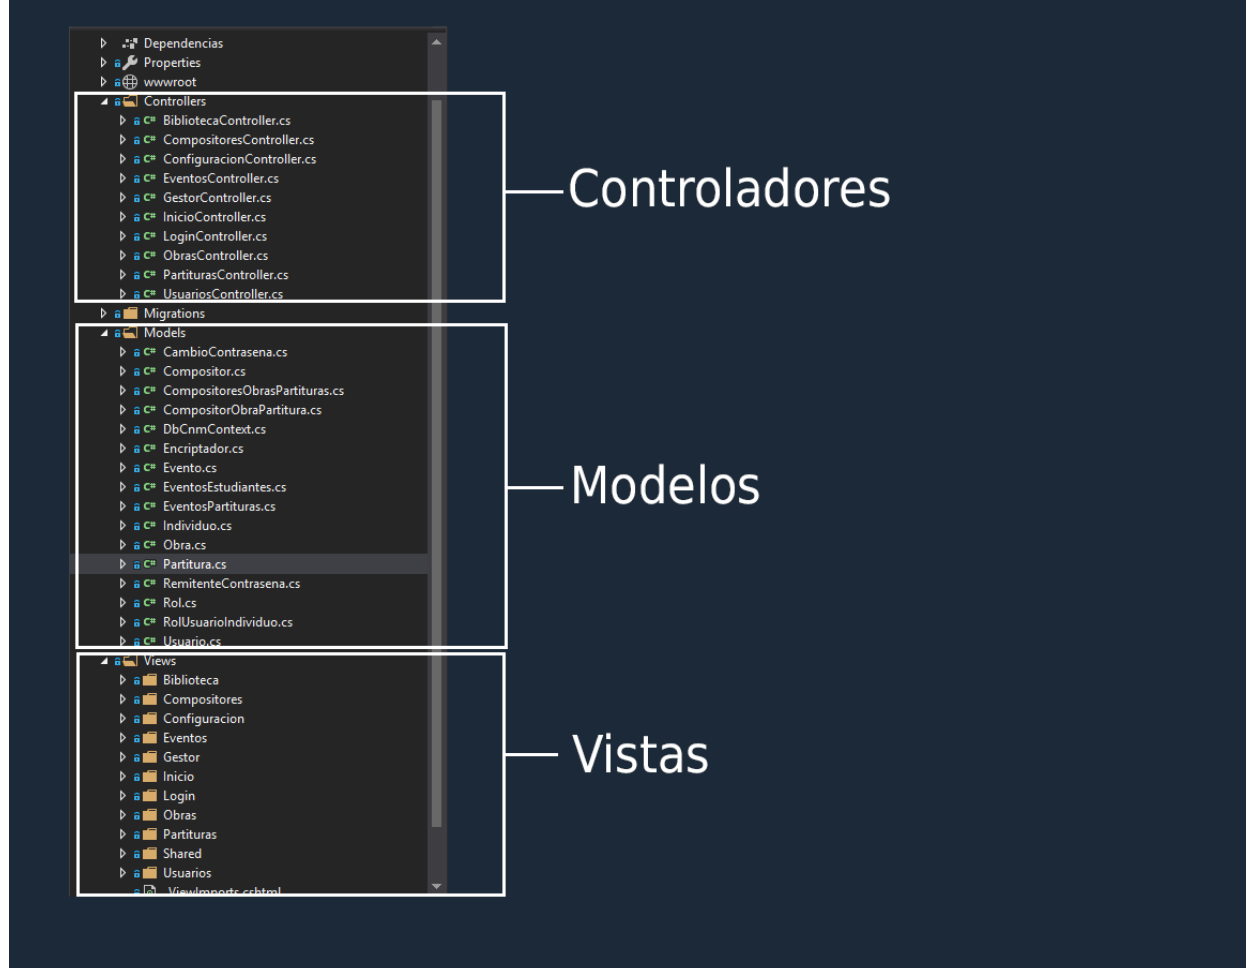 Dependencias
Properties
wwwroot
Controllers
C# BibliotecaController.cs
C# CompositoresController.cs
C# ConfiguracionController.cs
C# EventosController.cs
C# GestorController.cs
C# InicioController.cs
C# LoginController.cs
C# ObrasController.cs
C# PartiturasController.cs
C# UsuariosController.cs
Controladores
Migrations
Models
C# CambioContrasena.cs
C# Compositor.cs
C# CompositoresObrasPartituras.cs
C# CompositorObraPartitura.cs
C# DbCnmContext.cs
C# Encriptador.cs
C# Evento.cs
C# EventosEstudiantes.cs
C# EventosPartituras.cs
C# Individuo.cs
C# Obra.cs
C# Partitura.cs
C# RemitenteContrasena.cs
C# Rol.cs
C# RolUsuarioIndividuo.cs
C# Usuario.cs
Modelos
Views
Biblioteca
Compositores
Configuracion
Eventos
Gestor
Inicio
Login
Obras
Partituras
Shared
Usuarios
_ViewImports.cshtml
Vistas